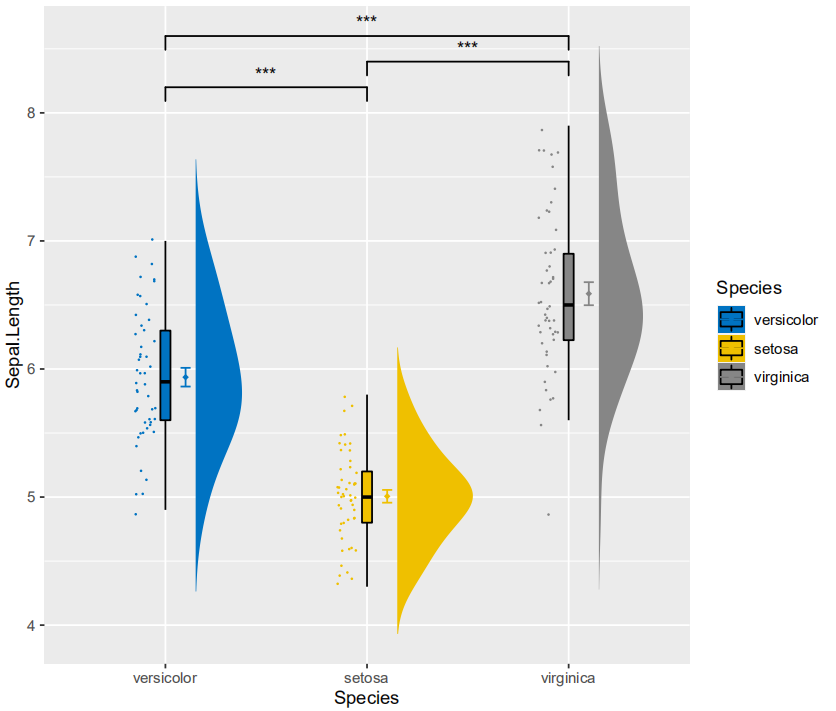 ***
***
***
8
7
6
5
4
Sepal.Length
versicolor setosa virginica
Species
Species
versicolor
setosa
virginica